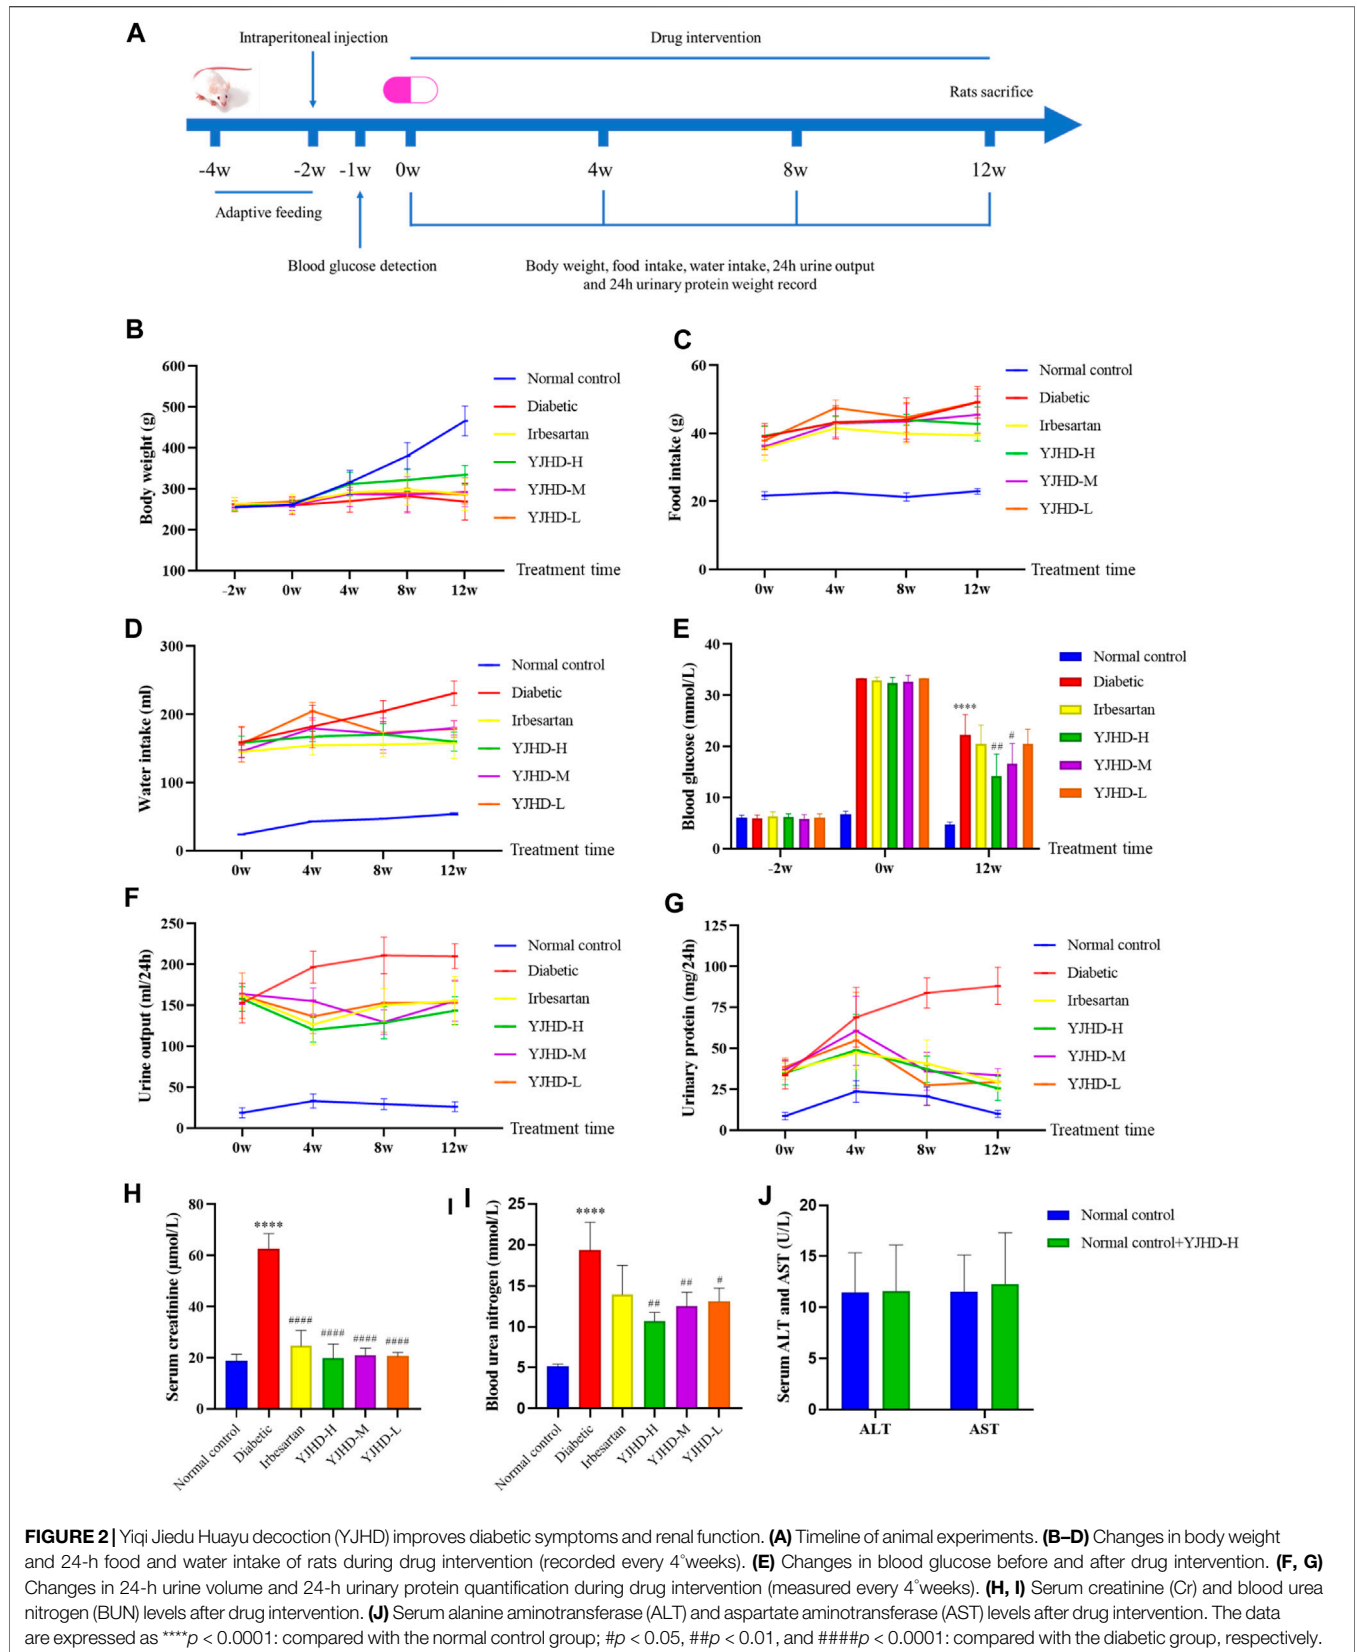 A
Intraperitoneal injection
Drug intervention
Rats sacrifice
-4w
-2w
-1w
0w
4w
8w
12w
Adaptive feeding
Blood glucose detection
Body weight, food intake, water intake, 24h urine output
and 24h urinary protein weight record
B
Body weight (g)
600
500
400
300
200
100
-2w
0w
4w
8w
12w
Treatment time
Normal control
Diabetic
Irbesartan
YJHD-H
YJHD-M
YJHD-L
C
Food intake (g)
60
40
20
0
0w
4w
8w
12w
Treatment time
Normal control
Diabetic
Irbesartan
YJHD-H
YJHD-M
YJHD-L
D
Water intake (ml)
300
200
100
0
0w
4w
8w
12w
Treatment time
Normal control
Diabetic
Irbesartan
YJHD-H
YJHD-M
YJHD-L
E
Blood glucose (mmol/L)
40
30
20
10
0
****
##
#
-2w
0w
12w
Treatment time
Normal control
Diabetic
Irbesartan
YJHD-H
YJHD-M
YJHD-L
F
Urine output (ml/24h)
250
200
150
100
50
0
0w
4w
8w
12w
Treatment time
Normal control
Diabetic
Irbesartan
YJHD-H
YJHD-M
YJHD-L
G
Urinary protein (mg/24h)
125
100
75
50
25
0
0w
4w
8w
12w
Treatment time
Normal control
Diabetic
Irbesartan
YJHD-H
YJHD-M
YJHD-L
H
Serum creatinine (μmol/L)
80
60
40
20
0
****
####
####
####
####
Normal control
Diabetic
Irbesartan
YJHD-H
YJHD-M
YJHD-L
I
I
Blood urea nitrogen (mmol/L)
25
20
15
10
5
0
****
##
##
#
Normal control
Diabetic
Irbesartan
YJHD-H
YJHD-M
YJHD-L
J
Serum ALT and AST (U/L)
20
15
10
5
0
ALT
AST
Normal control
Normal control+YJHD-H
FIGURE 2 | Yiqi Jiedu Huayu decoction (YJHD) improves diabetic symptoms and renal function. (A) Timeline of animal experiments. (B–D) Changes in body weight
and 24-h food and water intake of rats during drug intervention (recorded every 4°weeks). (E) Changes in blood glucose before and after drug intervention. (F, G)
Changes in 24-h urine volume and 24-h urinary protein quantification during drug intervention (measured every 4°weeks). (H, I) Serum creatinine (Cr) and blood urea
nitrogen (BUN) levels after drug intervention. (J) Serum alanine aminotransferase (ALT) and aspartate aminotransferase (AST) levels after drug intervention. The data
are expressed as ****p < 0.0001: compared with the normal control group; #p < 0.05, ##p < 0.01, and ####p < 0.0001: compared with the diabetic group, respectively.